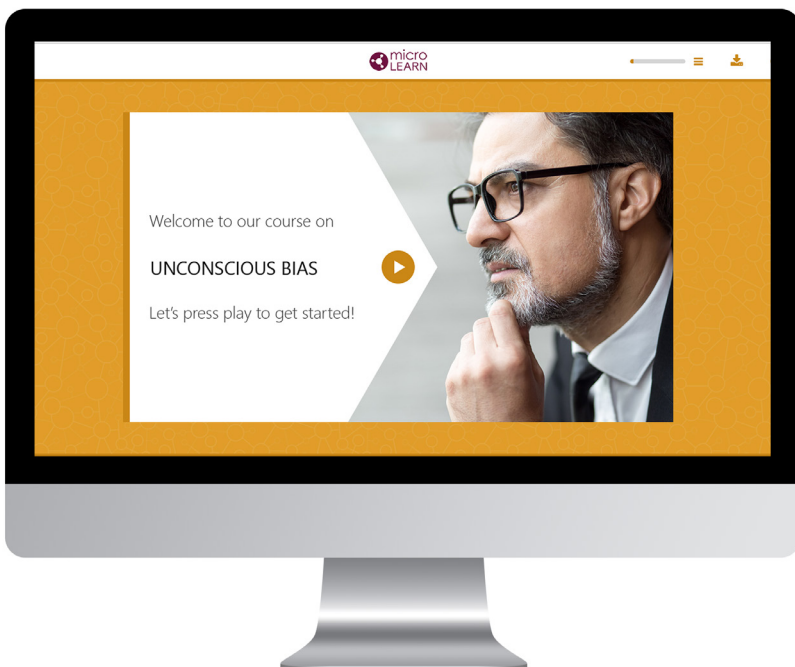 micro
LEARN
Welcome to our course on
UNCONSCIOUS BIAS
Let's press play to get started!